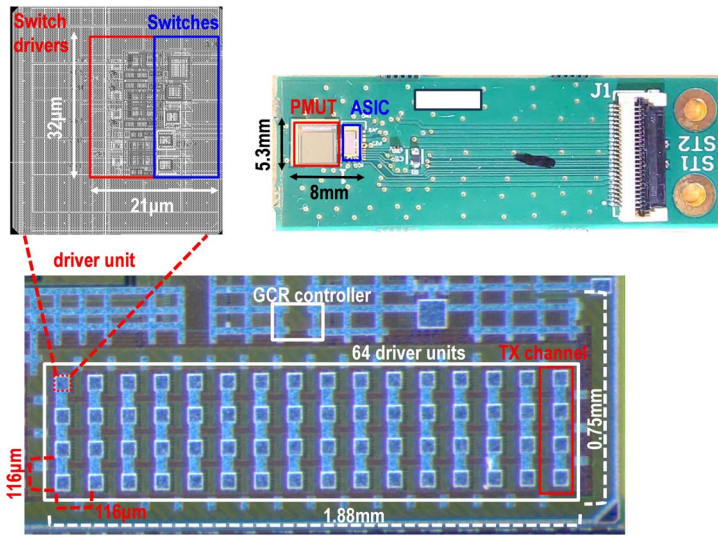 Switch
drivers
Switches
32μm
21μm
PMUT
ASIC
J1
ST2
ST1
5.3mm
8mm
driver unit
GCR controller
64 driver units
TX channel
0.75mm
116μm
116μm
1.88mm